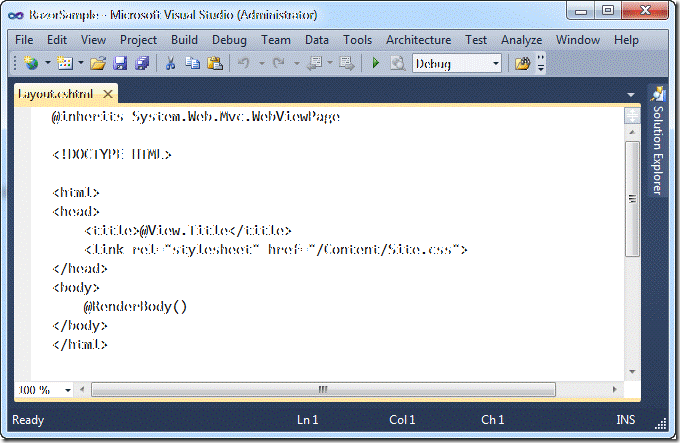 RazorSample - Microsoft Visual Studio (Administrator)
File Edit View Project Build Debug Team Data Tools Architecture Test Analyze Window Help
Debug
Layout.cshtml
Solution Explorer
@inherits System.Web.Mvc.WebViewPage
<!DOCTYPE HTML>
<html>
<head>
<title>@View.Title</title>
<link rel="stylesheet" href="/Content/Site.css">
</head>
<body>
@RenderBody()
</body>
</html>
100 %
Ready Ln 1 Col 1 Ch 1 INS